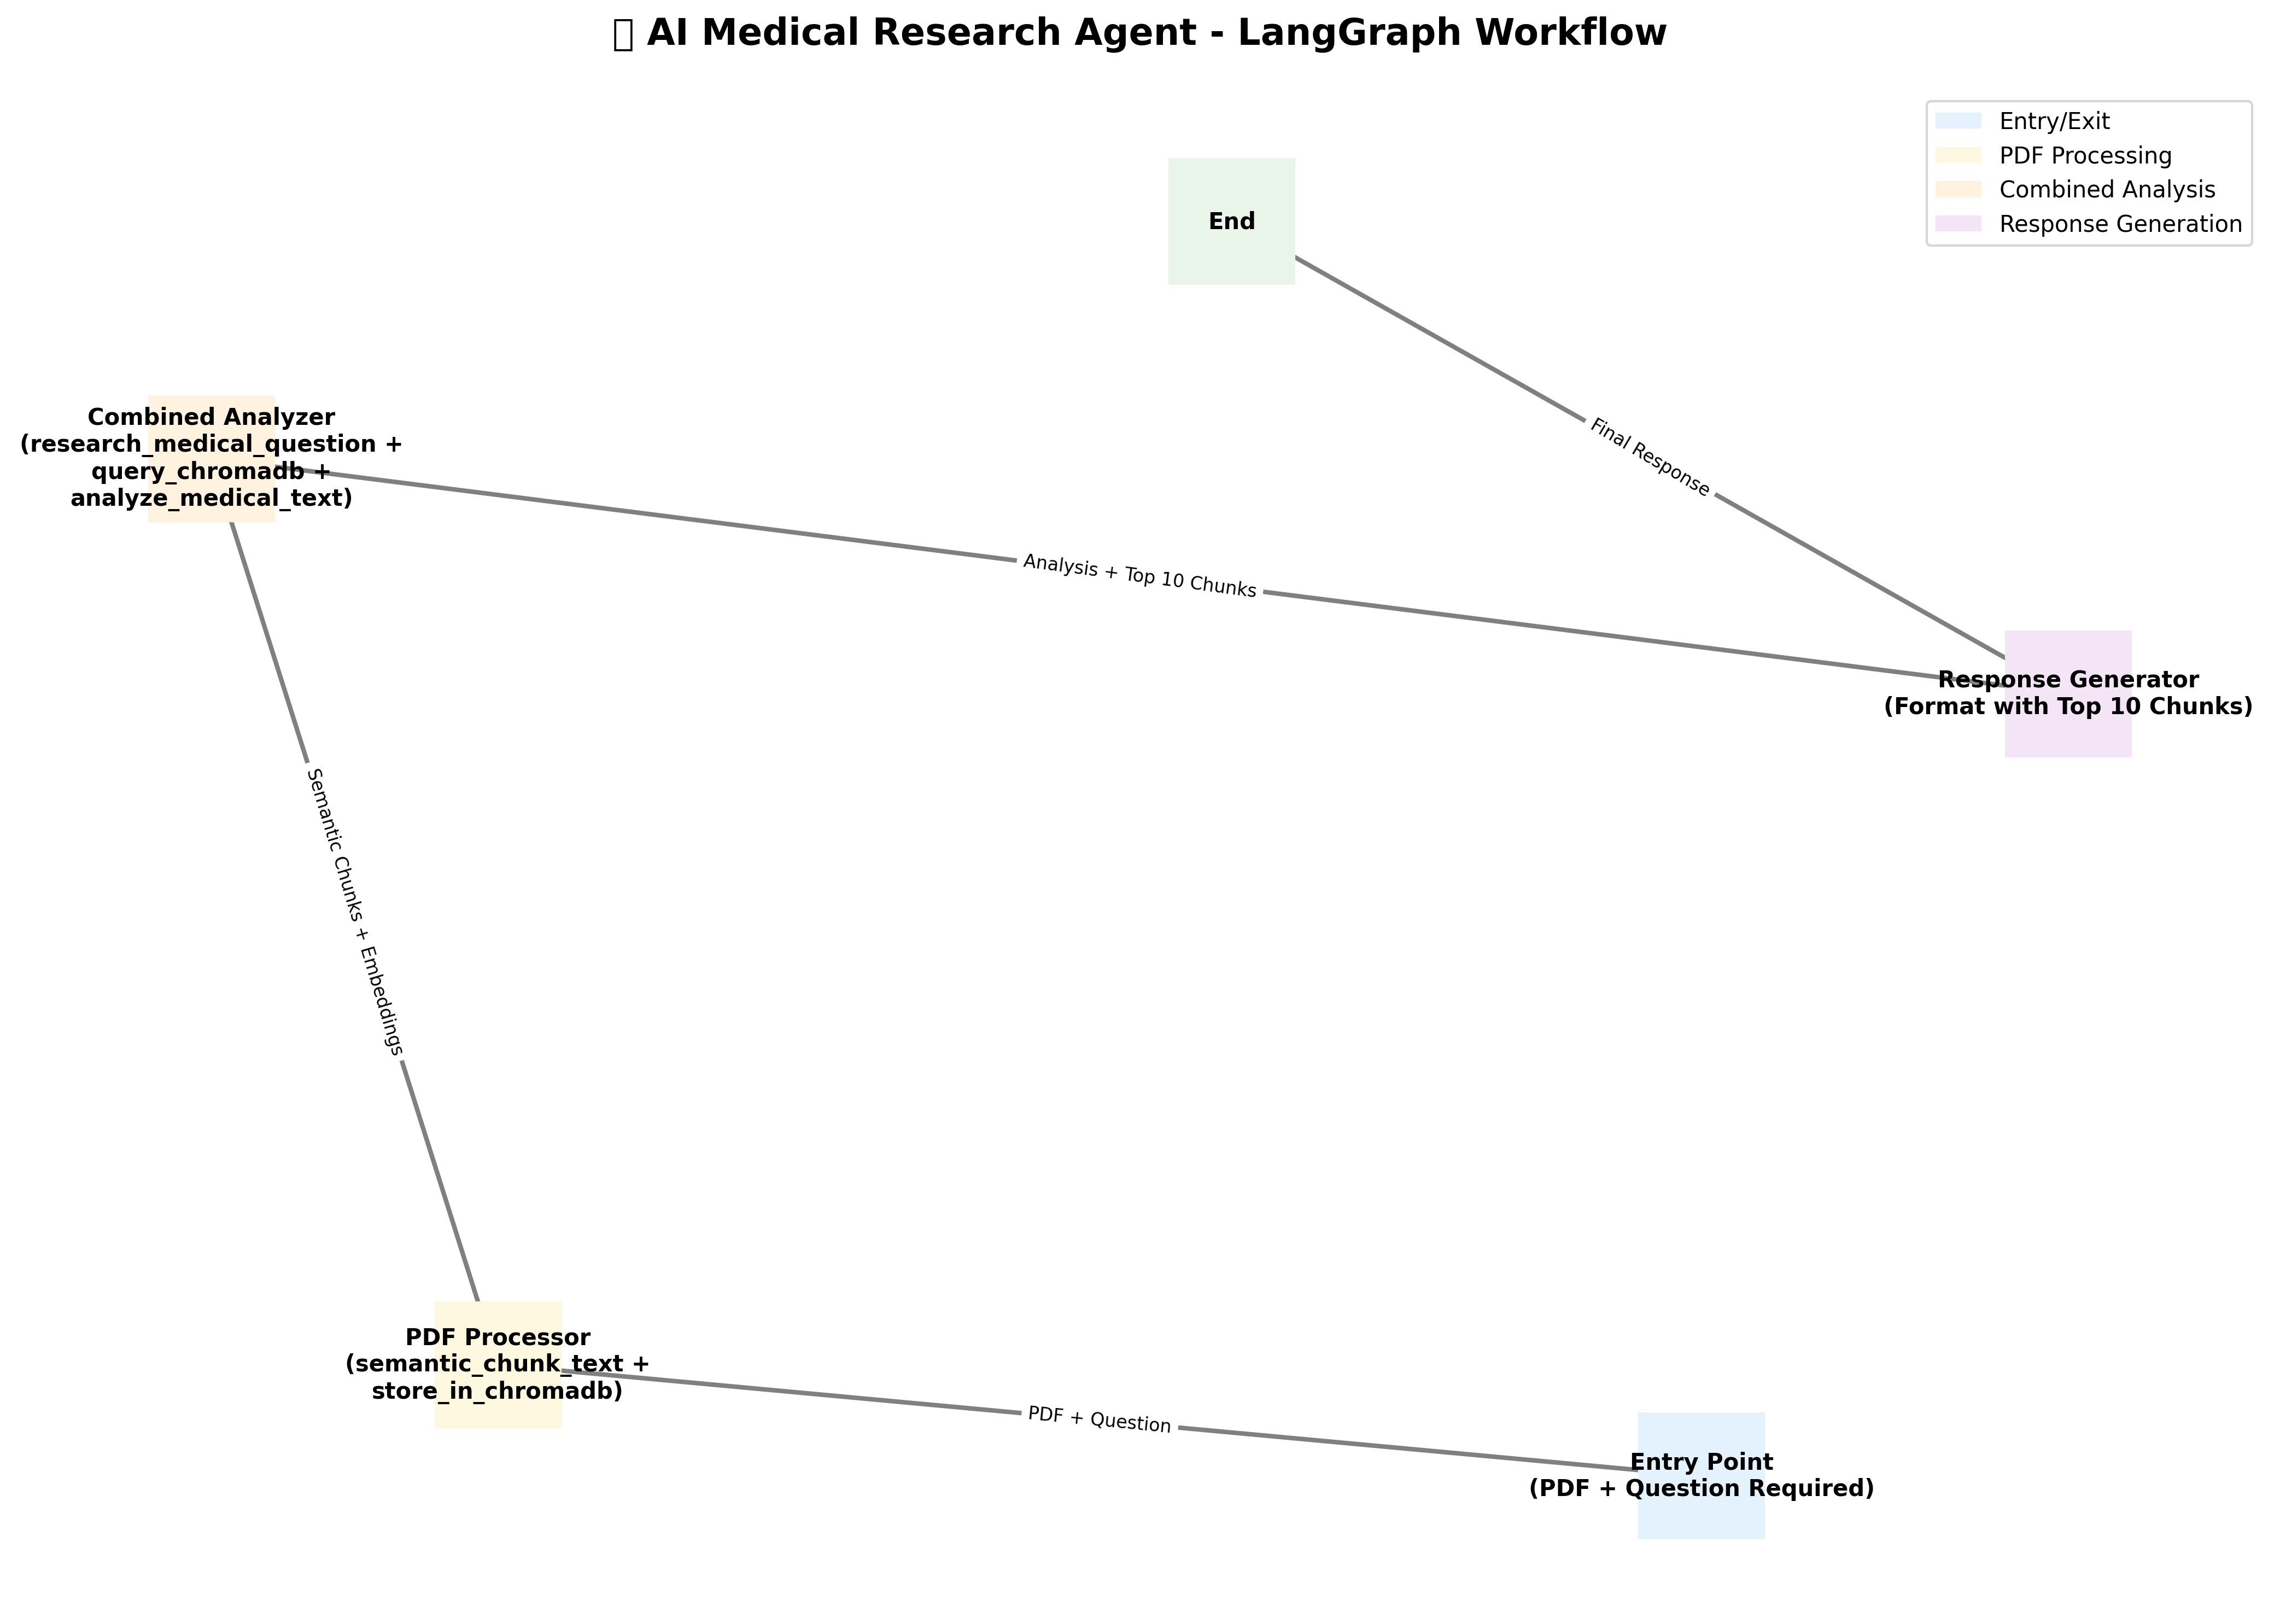 AI Medical Research Agent - LangGraph Workflow
Entry/Exit
PDF Processing
Combined Analysis
Response Generation
End
Combined Analyzer
(research_medical_question +
query_chromadb +
analyze_medical_text)
Final Response
Analysis + Top 10 Chunks
Response Generator
(Format with Top 10 Chunks)
Semantic Chunks + Embeddings
PDF Processor
(semantic_chunk_text +
store_in_chromadb)
PDF + Question
Entry Point
(PDF + Question Required)